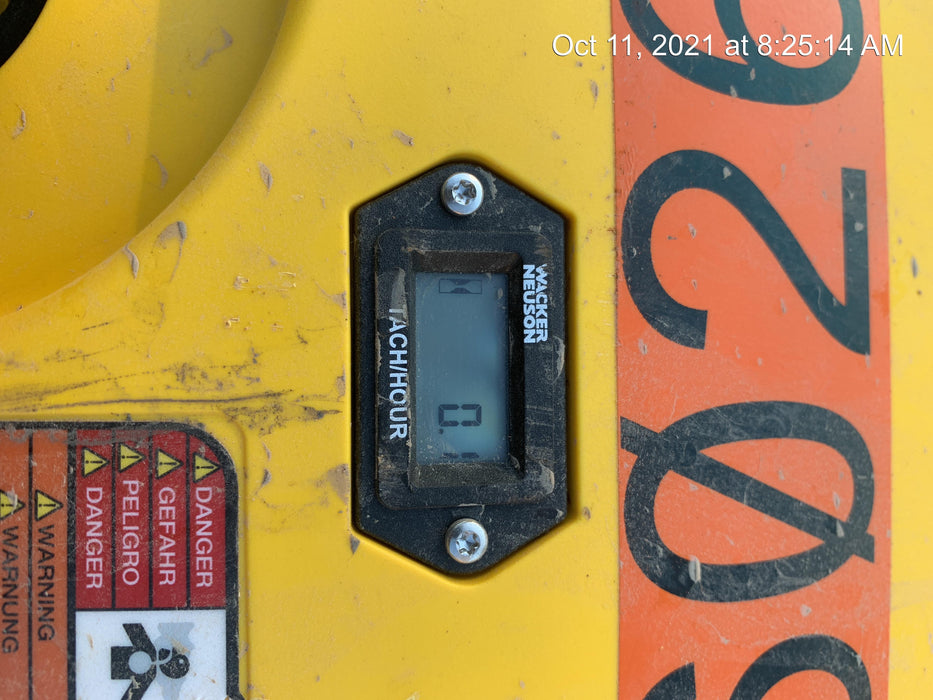 Oct 11, 2021 at 8:25:14 AM
WACKER
NEUSON
TACH/HOUR
DANGER
GEFAHR
PELIGRO
DANGER
WARNING
WARNUNG